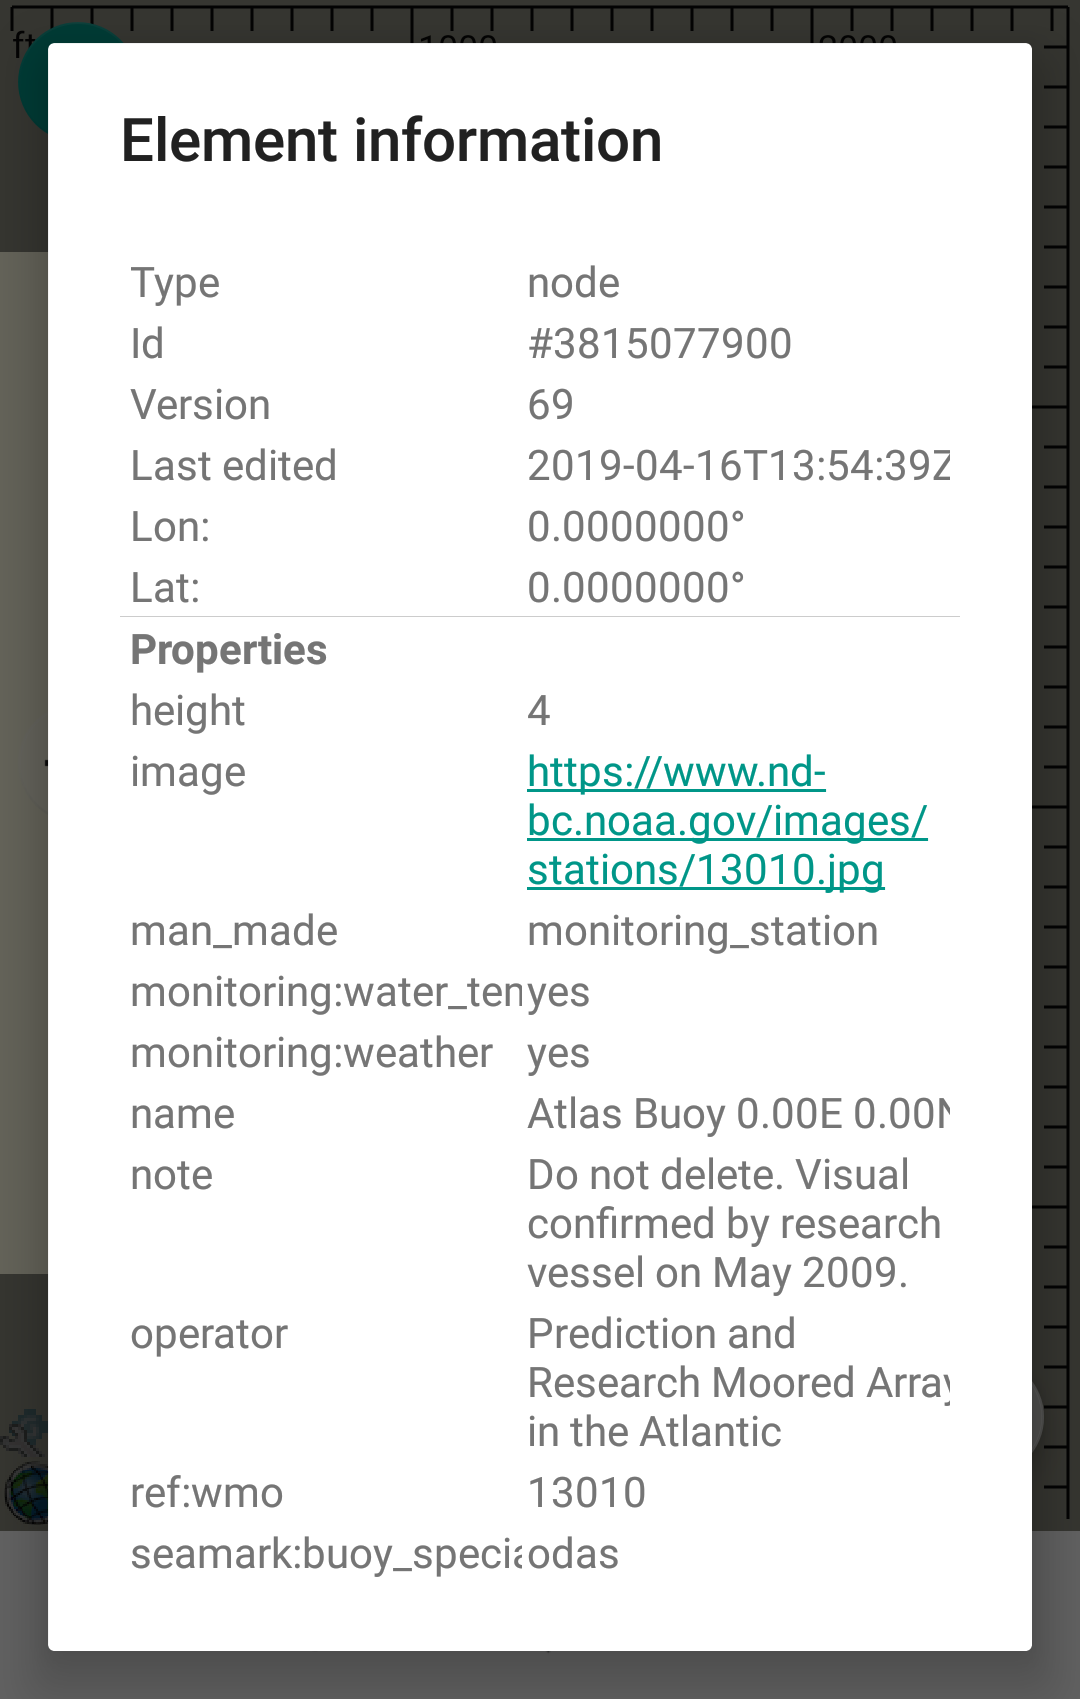 Element information
Type node
Id #3815077900
Version 69
Last edited 2019-04-16T13:54:39Z
Lon: 0.0000000°
Lat: 0.0000000°
Properties
height 4
image https://www.nd-
bc.noaa.gov/images/
stations/13010.jpg
man_made monitoring_station
monitoring:water_ten yes
monitoring:weather yes
name Atlas Buoy 0.00E 0.00N
note Do not delete. Visual
confirmed by research
vessel on May 2009.
operator Prediction and
Research Moored Array
in the Atlantic
ref:wmo 13010
seamark:buoy_specia odas